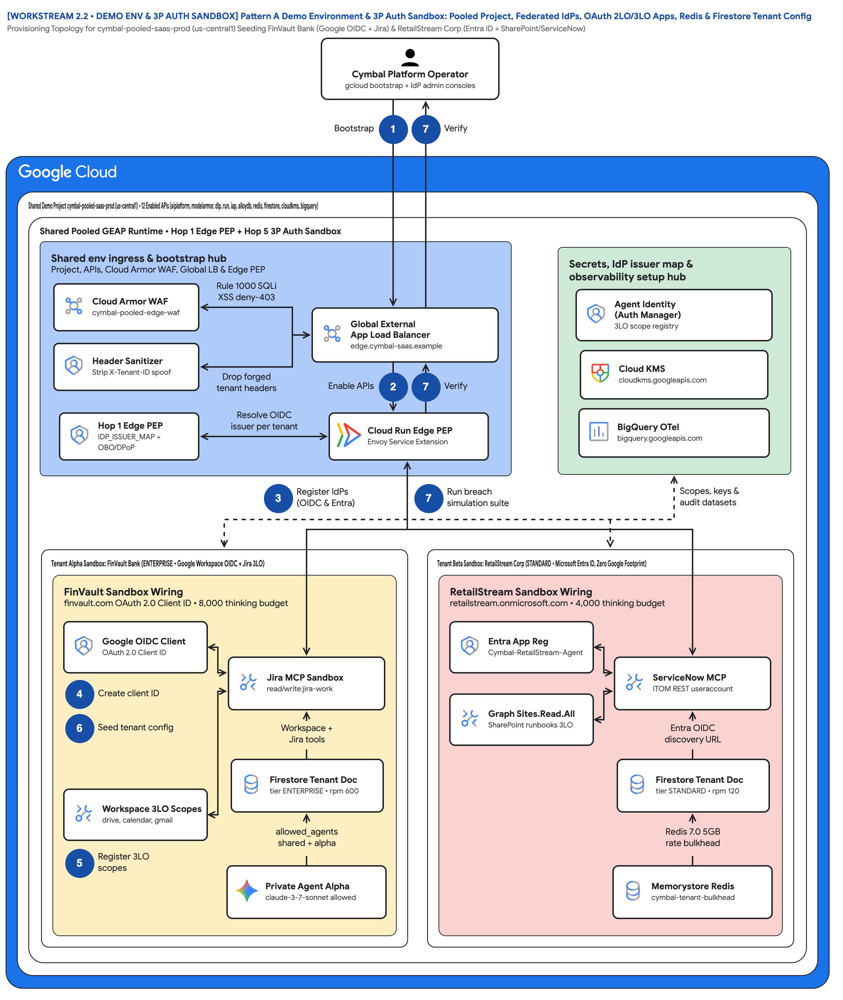 [WORKSTREAM 2.2 • DEMO ENV & 3P AUTH SANDBOX] Pattern A Demo Environment & 3P Auth Sandbox: Pooled Project, Federated IdPs, OAuth 2LO/3LO Apps, Redis & Firestore Tenant Config
Provisioning Topology for cymbal-pooled-saas-prod (us-central1) Seeding FinVault Bank (Google OIDC + Jira) & RetailStream Corp (Entra ID + SharePoint/ServiceNow)
Cymbal Platform Operator
gcloud bootstrap + IdP admin consoles
Bootstrap
1
7
Verify
Google Cloud
Shared Demo Project cymbal-pooled-saas-prod (us-central1) • 12 Enabled APIs (aiplatform, modelarmor, dlp, run, iap, alloydb, redis, firestore, cloudkms, bigquery)
Shared Pooled GEAP Runtime • Hop 1 Edge PEP + Hop 5 3P Auth Sandbox
Shared env ingress & bootstrap hub
Project, APIs, Cloud Armor WAF, Global LB & Edge PEP
Cloud Armor WAF
cymbal-pooled-edge-waf
Rule 1000 SQLi
XSS deny-403
Header Sanitizer
Strip X-Tenant-ID spoof
Drop forged
tenant headers
Global External
App Load Balancer
edge.cymbal-saas.example
Enable APIs
2
7
Verify
Hop 1 Edge PEP
IDP_ISSUER_MAP +
OBO/DPoP
Resolve OIDC
issuer per tenant
Cloud Run Edge PEP
Envoy Service Extension
Secrets, IdP issuer map &
observability setup hub
Agent Identity
(Auth Manager)
3LO scope registry
Cloud KMS
cloudkms.googleapis.com
BigQuery OTel
bigquery.googleapis.com
3
Register IdPs
(OIDC & Entra)
7
Run breach
simulation suite
Scopes, keys &
audit datasets
Tenant Alpha Sandbox: FinVault Bank (ENTERPRISE • Google Workspace OIDC + Jira 3LO)
FinVault Sandbox Wiring
finvault.com OAuth 2.0 Client ID • 8,000 thinking budget
Google OIDC Client
OAuth 2.0 Client ID
4
Create client ID
6
Seed tenant config
Jira MCP Sandbox
read/write:jira-work
Workspace +
Jira tools
Firestore Tenant Doc
tier ENTERPRISE • rpm 600
Workspace 3LO Scopes
drive, calendar, gmail
5
Register 3LO
scopes
allowed_agents
shared + alpha
Private Agent Alpha
claude-3-7-sonnet allowed
Tenant Beta Sandbox: RetailStream Corp (STANDARD • Microsoft Entra ID, Zero Google Footprint)
RetailStream Sandbox Wiring
retailstream.onmicrosoft.com • 4,000 thinking budget
Entra App Reg
Cymbal-RetailStream-Agent
Graph Sites.Read.All
SharePoint runbooks 3LO
ServiceNow MCP
ITOM REST useraccount
Entra OIDC
discovery URL
Firestore Tenant Doc
tier STANDARD • rpm 120
Redis 7.0 5GB
rate bulkhead
Memorystore Redis
cymbal-tenant-bulkhead